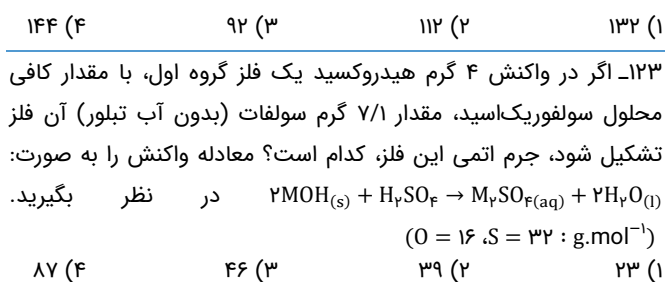 ۱) ۱۳۲ ۲) ۱۱۲ ۳) ۹۲ ۴) ۱۴۴
۱۲۳ـ اگر در واکنش ۴ گرم هیدروکسید یک فلز گروه اول، با مقدار کافی
محلول سولفوریک‌اسید، مقدار ۷/۱ گرم سولفات (بدون آب تبلور) آن فلز
تشکیل شود، جرم اتمی این فلز، کدام است؟ معادله واکنش را به صورت:
۲MOH(s) + H۲SO۴ → M۲SO۴(aq) + ۲H۲O(l) در نظر بگیرید.
(O = ۱۶ ،S = ۳۲ : g.mol⁻¹)
۱) ۲۳ ۲) ۳۹ ۳) ۴۶ ۴) ۸۷